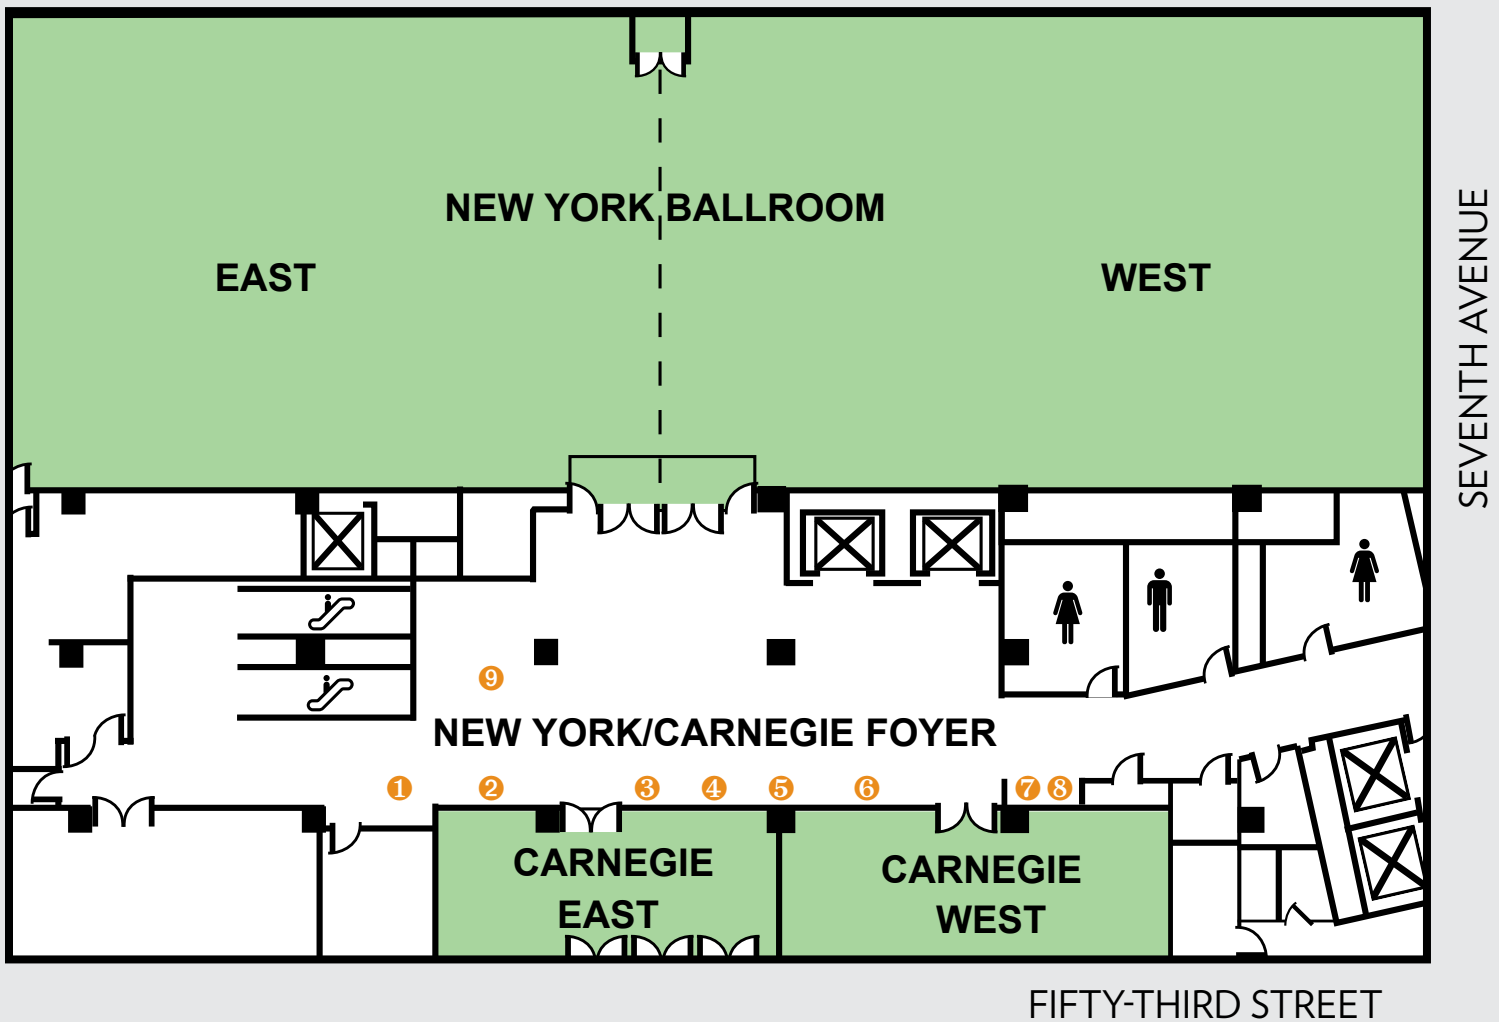 NEW YORK BALLROOM
EAST
WEST
SEVENTH AVENUE
9
NEW YORK/CARNEGIE FOYER
1 2 3 4 5 6 7 8
CARNEGIE
EAST
CARNEGIE
WEST
FIFTY-THIRD STREET